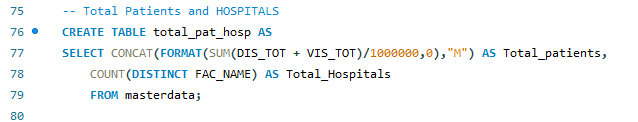 75 -- Total Patients and HOSPITALS
76 CREATE TABLE total_pat_hosp AS
77 SELECT CONCAT(FORMAT(SUM(DIS_TOT + VIS_TOT)/1000000,0),"M") AS Total_patients,
78 COUNT(DISTINCT FAC_NAME) AS Total_Hospitals
79 FROM masterdata;
80